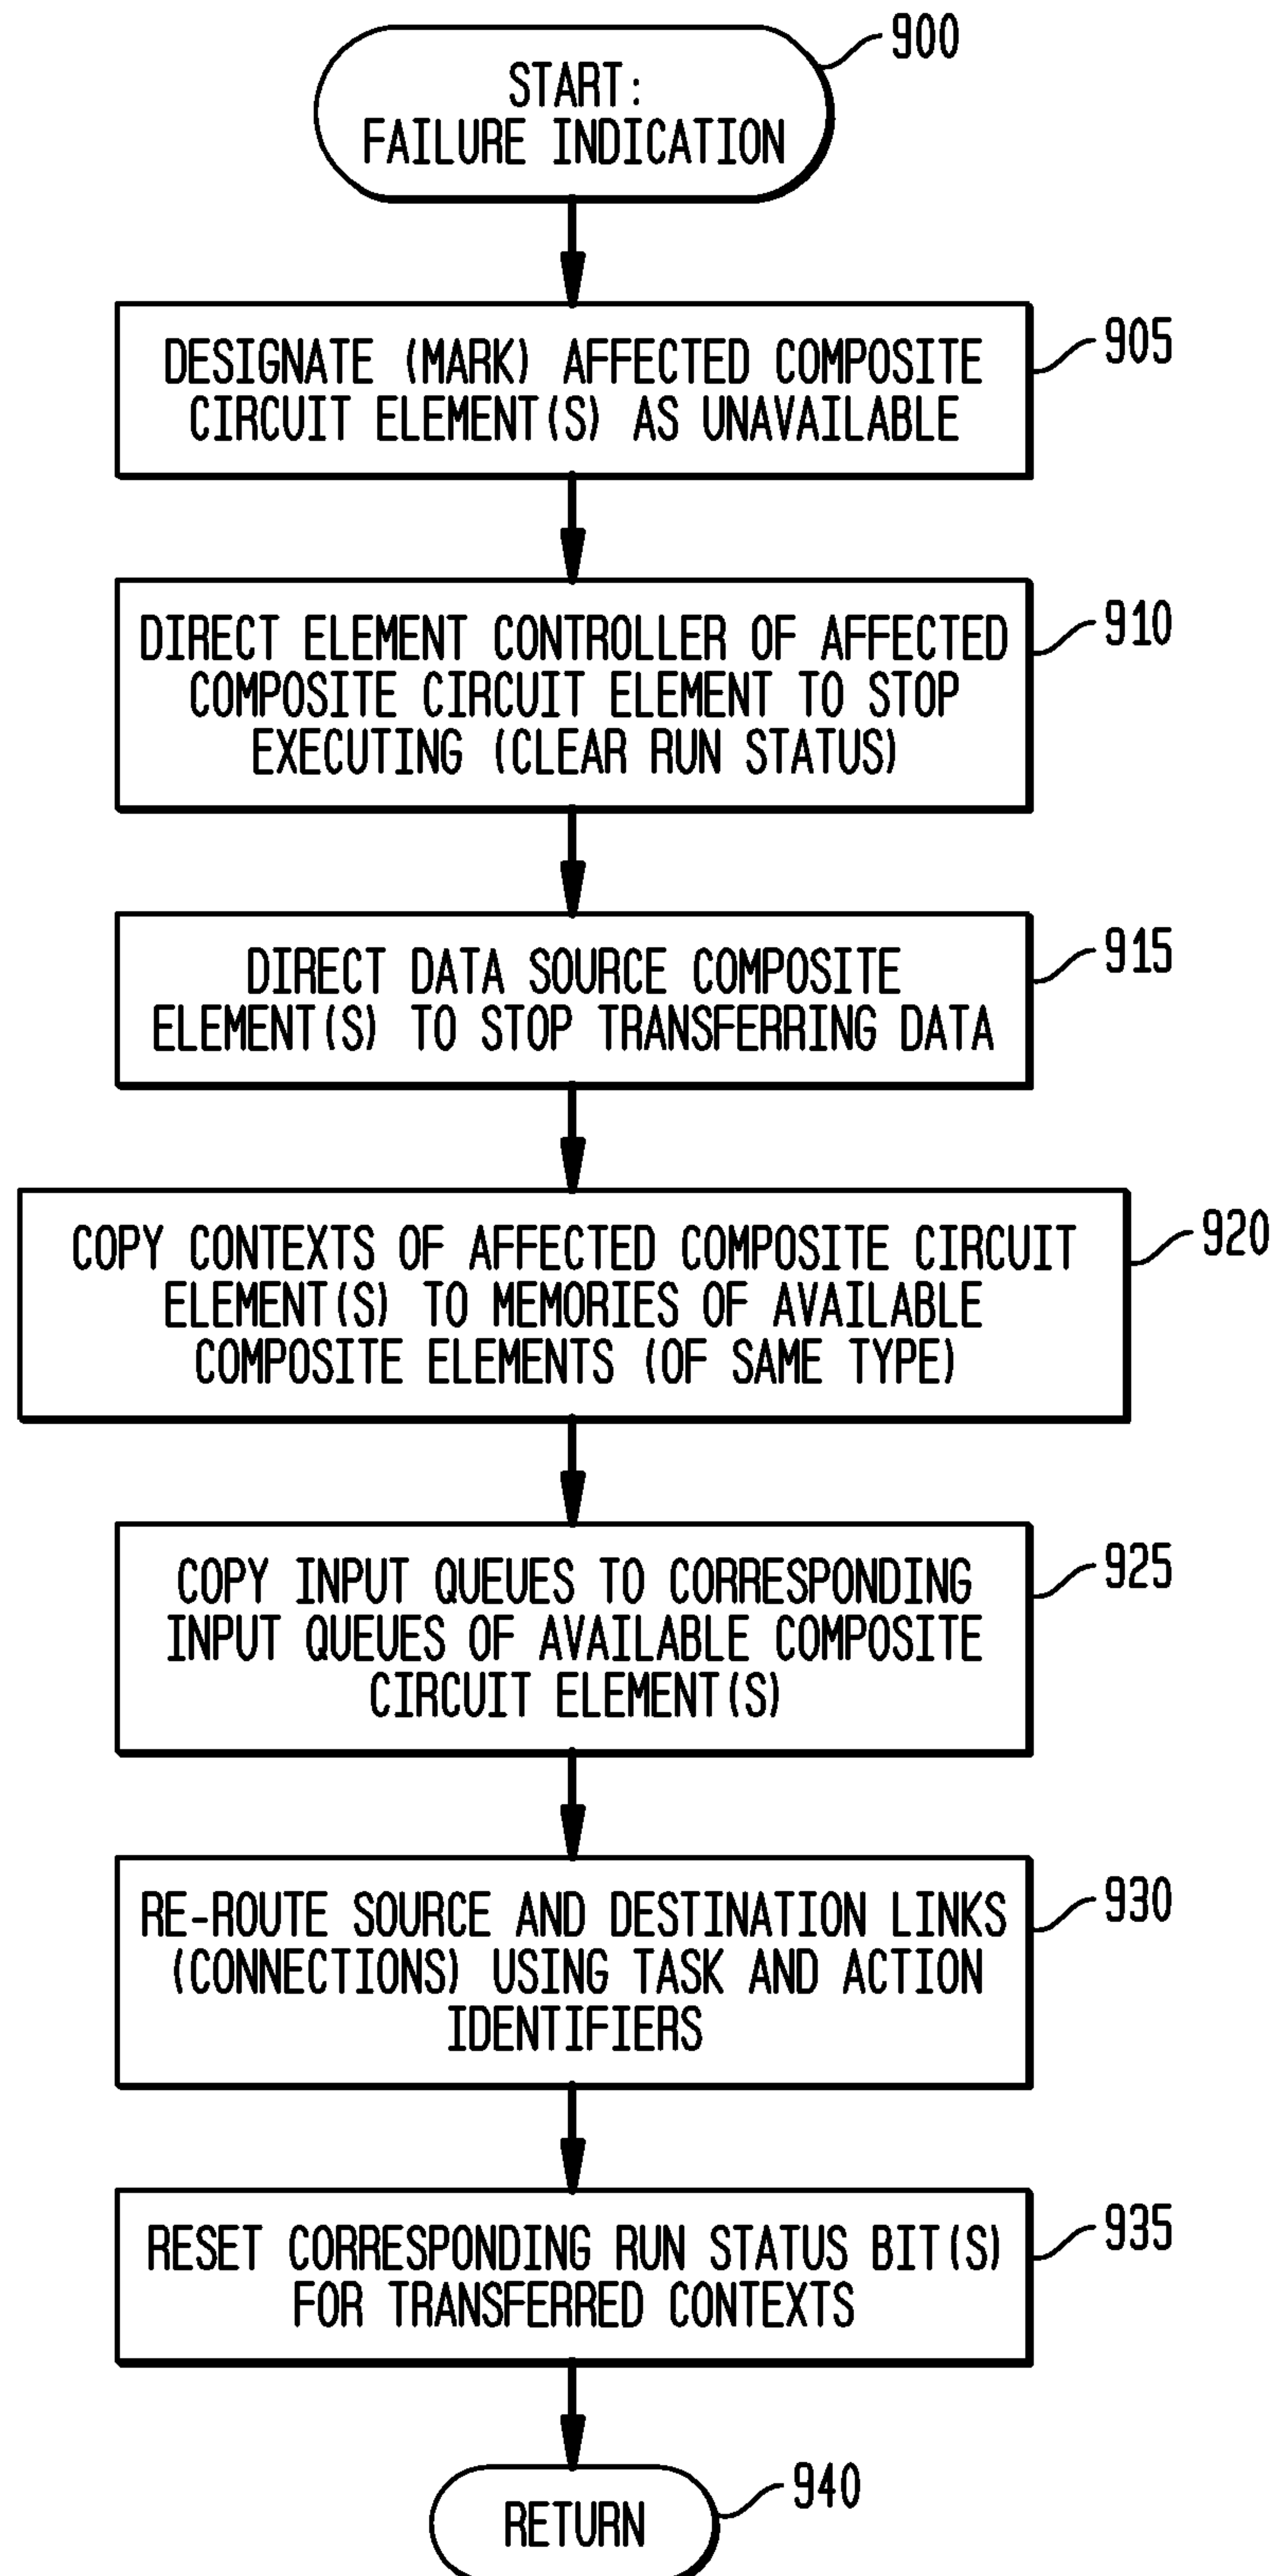 900
START:
FAILURE INDICATION
905
DESIGNATE (MARK) AFFECTED COMPOSITE
CIRCUIT ELEMENT(S) AS UNAVAILABLE
910
DIRECT ELEMENT CONTROLLER OF AFFECTED
COMPOSITE CIRCUIT ELEMENT TO STOP
EXECUTING (CLEAR RUN STATUS)
915
DIRECT DATA SOURCE COMPOSITE
ELEMENT(S) TO STOP TRANSFERRING DATA
920
COPY CONTEXTS OF AFFECTED COMPOSITE CIRCUIT
ELEMENT(S) TO MEMORIES OF AVAILABLE
COMPOSITE ELEMENTS (OF SAME TYPE)
925
COPY INPUT QUEUES TO CORRESPONDING
INPUT QUEUES OF AVAILABLE COMPOSITE
CIRCUIT ELEMENT(S)
930
RE-ROUTE SOURCE AND DESTINATION LINKS
(CONNECTIONS) USING TASK AND ACTION
IDENTIFIERS
935
RESET CORRESPONDING RUN STATUS BIT(S)
FOR TRANSFERRED CONTEXTS
940
RETURN